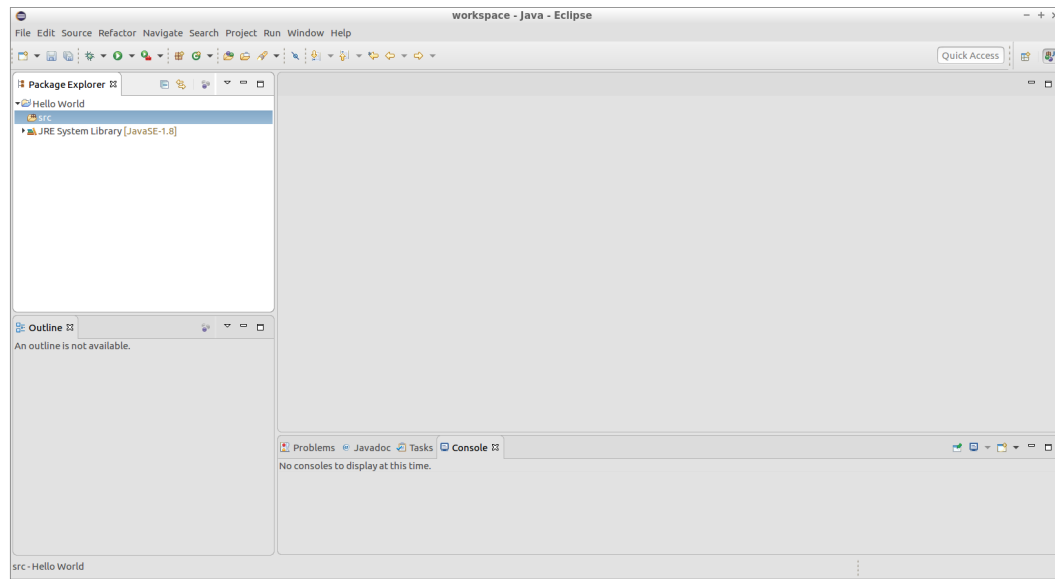 workspace - Java - Eclipse
File Edit Source Refactor Navigate Search Project Run Window Help
Quick Access
Package Explorer
Hello World
src
JRE System Library [JavaSE-1.8]
Outline
An outline is not available.
Problems Javadoc Tasks Console
No consoles to display at this time.
src - Hello World